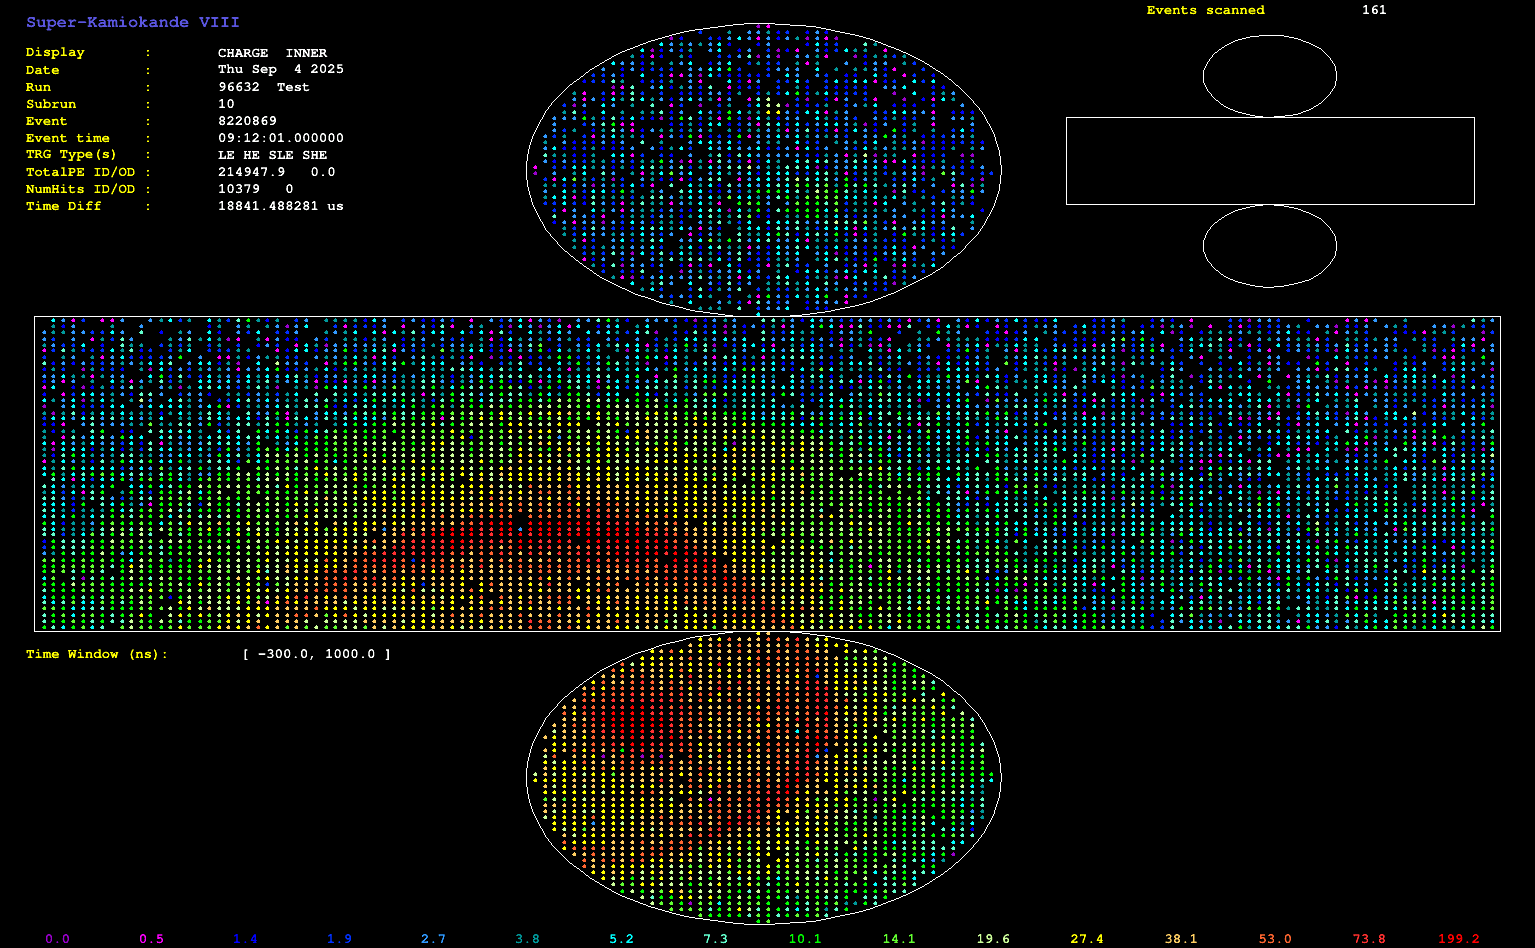 Super-Kamiokande VIII
Events scanned 161
Display : CHARGE INNER
Date : Thu Sep 4 2025
Run : 96632 Test
Subrun : 10
Event : 8220869
Event time : 09:12:01.000000
TRG Type(s) : LE HE SLE SHE
TotalPE ID/OD : 214947.9 0.0
NumHits ID/OD : 10379 0
Time Diff : 18841.488281 us
Time Window (ns): [ -300.0, 1000.0 ]
0.0 0.5 1.4 1.9 2.7 3.8 5.2 7.3 10.1 14.1 19.6 27.4 38.1 53.0 73.8 199.2